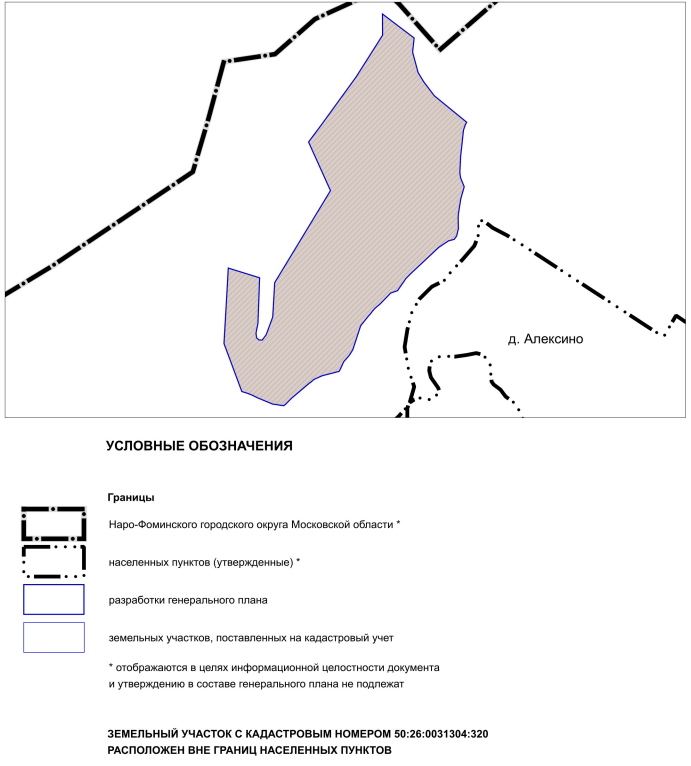 д. Алексино
УСЛОВНЫЕ ОБОЗНАЧЕНИЯ
Границы
Наро-Фоминского городского округа Московской области *
населенных пунктов (утвержденные) *
разработки генерального плана
земельных участков, поставленных на кадастровый учет
* отображаются в целях информационной целостности документа
и утверждению в составе генерального плана не подлежат
ЗЕМЕЛЬНЫЙ УЧАСТОК С КАДАСТРОВЫМ НОМЕРОМ 50:26:0031304:320
РАСПОЛОЖЕН ВНЕ ГРАНИЦ НАСЕЛЕННЫХ ПУНКТОВ